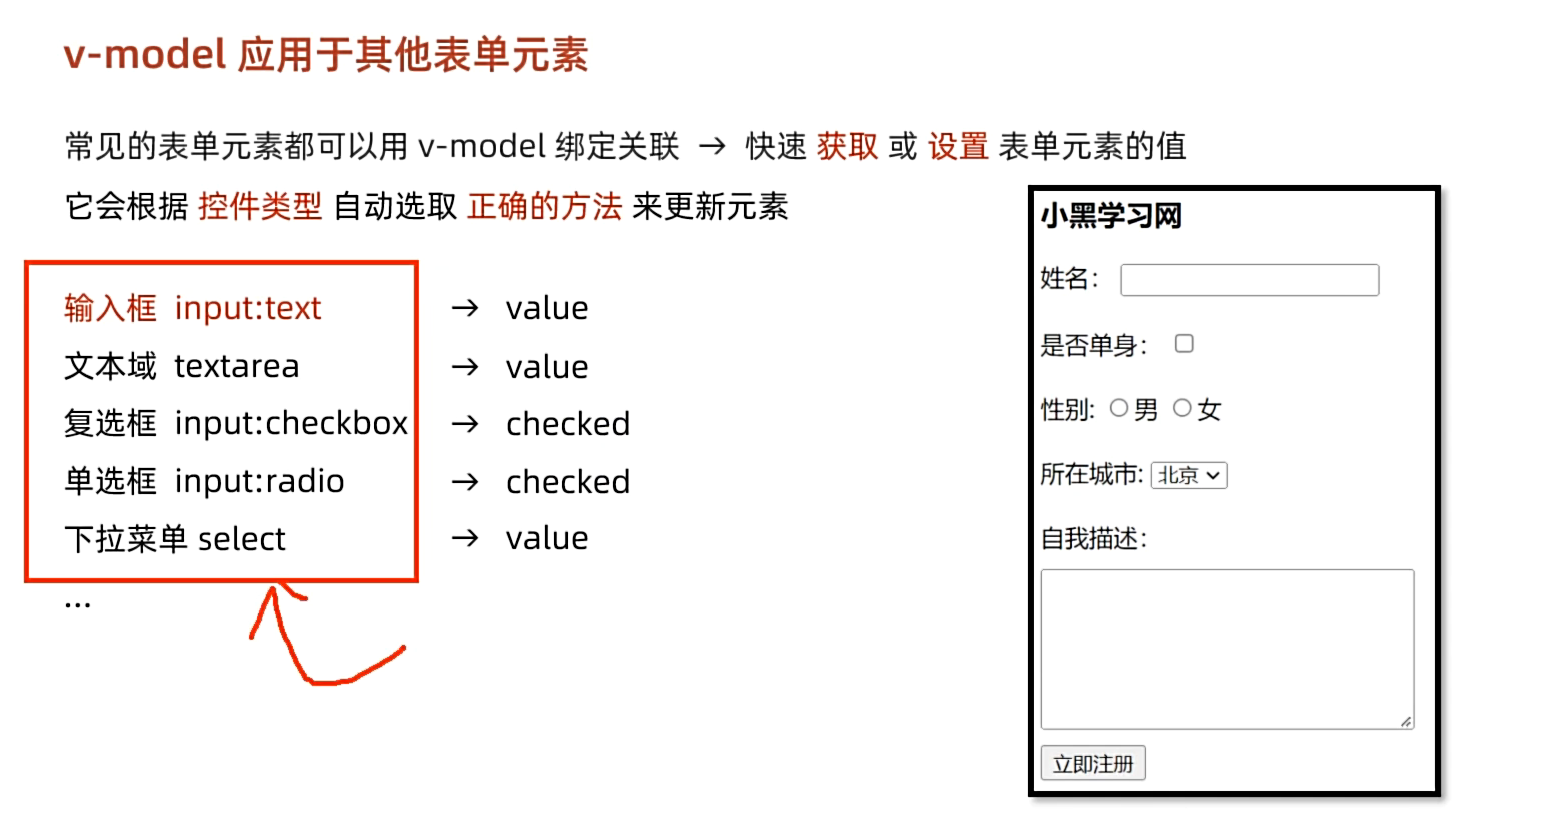 v-model 应用于其他表单元素
常见的表单元素都可以用 v-model 绑定关联 → 快速 获取 或 设置 表单元素的值
它会根据 控件类型 自动选取 正确的方法 来更新元素
输入框 input:text → value
文本域 textarea → value
复选框 input:checkbox → checked
单选框 input:radio → checked
下拉菜单 select → value
...
小黑学习网
姓名：
是否单身：
性别: 男 女
所在城市: 北京
自我描述：
立即注册